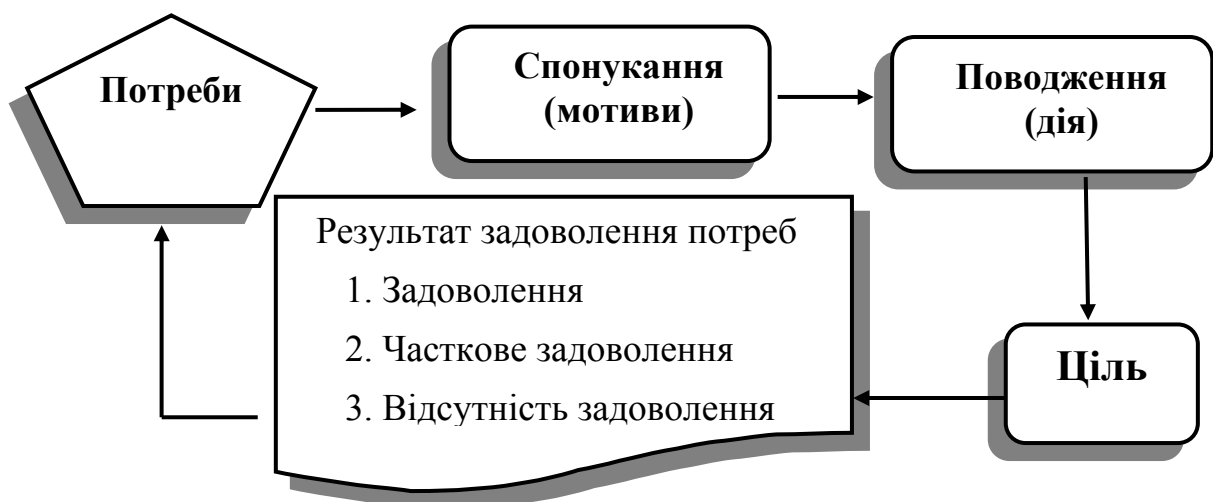 Потреби
Спонукання
(мотиви)
Поводження
(дія)
Результат задоволення потреб
1. Задоволення
2. Часткове задоволення
3. Відсутність задоволення
Ціль